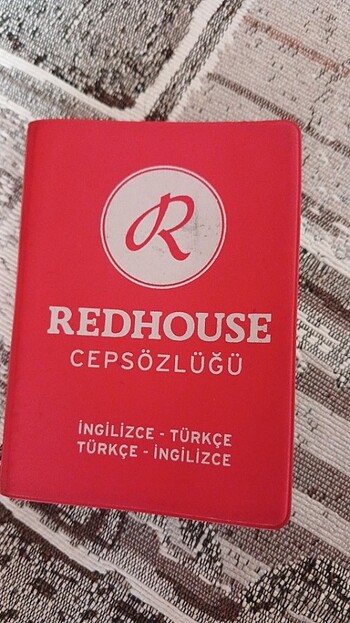 R
REDHOUSE
CEPSÖZLÜĞÜ
İNGİLİZCE - TÜRKÇE
TÜRKÇE - İNGİLİZCE